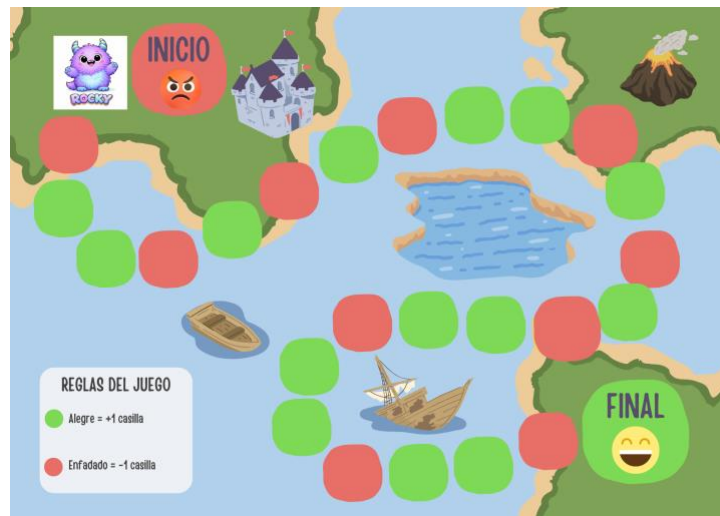 INICIO
ROCKY
REGLAS DEL JUEGO
Alegre = +1 casilla
Enfadado = -1 casilla
FINAL